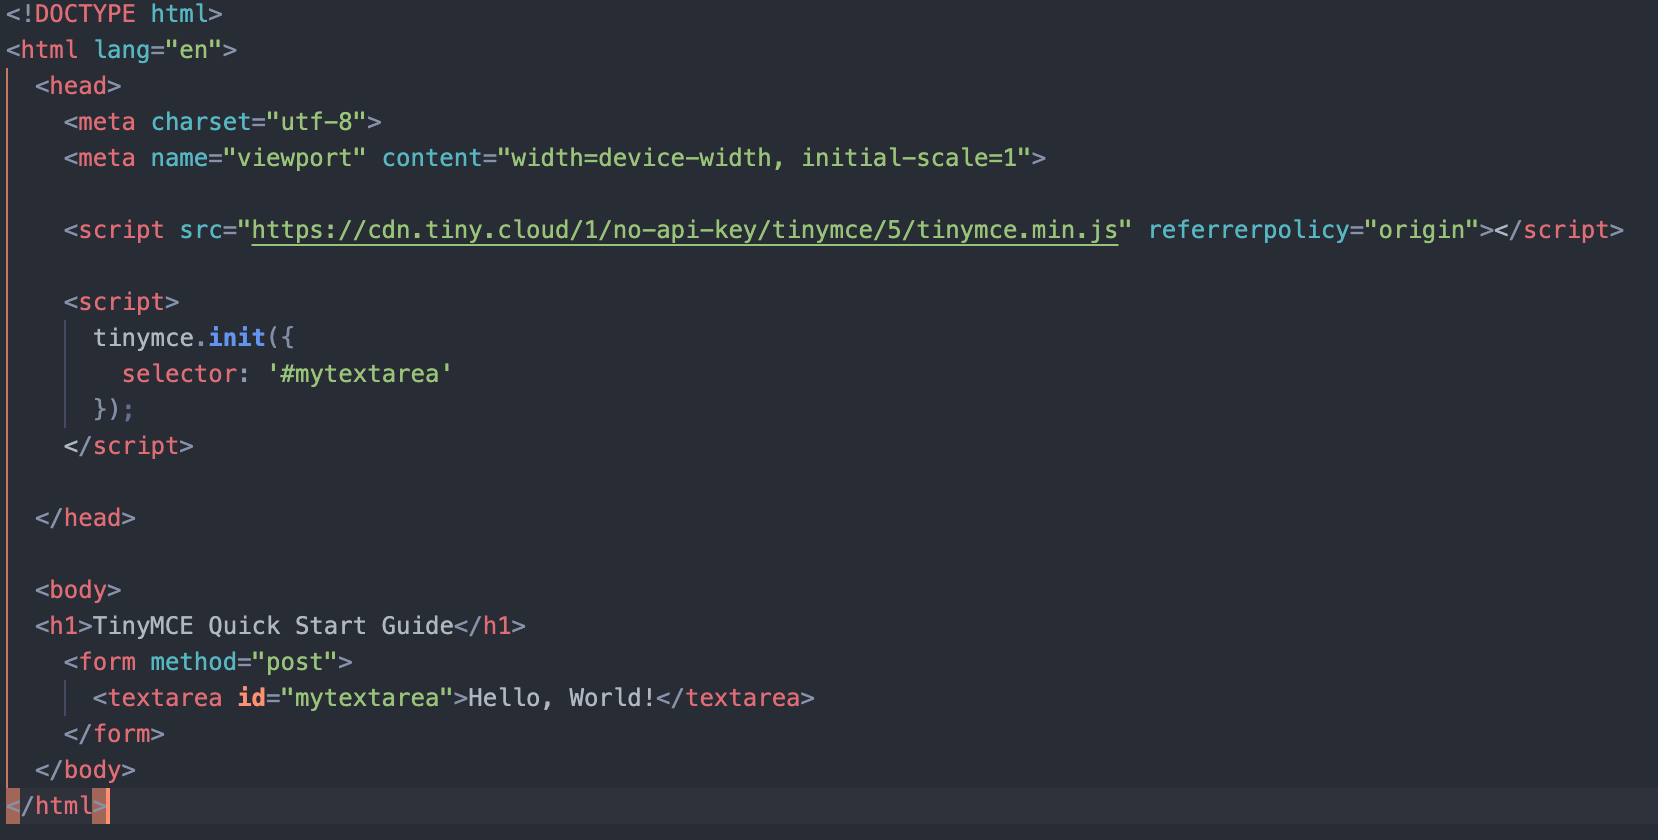 <!DOCTYPE html>
<html lang="en">
  <head>
    <meta charset="utf-8">
    <meta name="viewport" content="width=device-width, initial-scale=1">

    <script src="https://cdn.tiny.cloud/1/no-api-key/tinymce/5/tinymce.min.js" referrerpolicy="origin"></script>

    <script>
      tinymce.init({
        selector: '#mytextarea'
      });
    </script>

  </head>

  <body>
  <h1>TinyMCE Quick Start Guide</h1>
    <form method="post">
      <textarea id="mytextarea">Hello, World!</textarea>
    </form>
  </body>
</html>